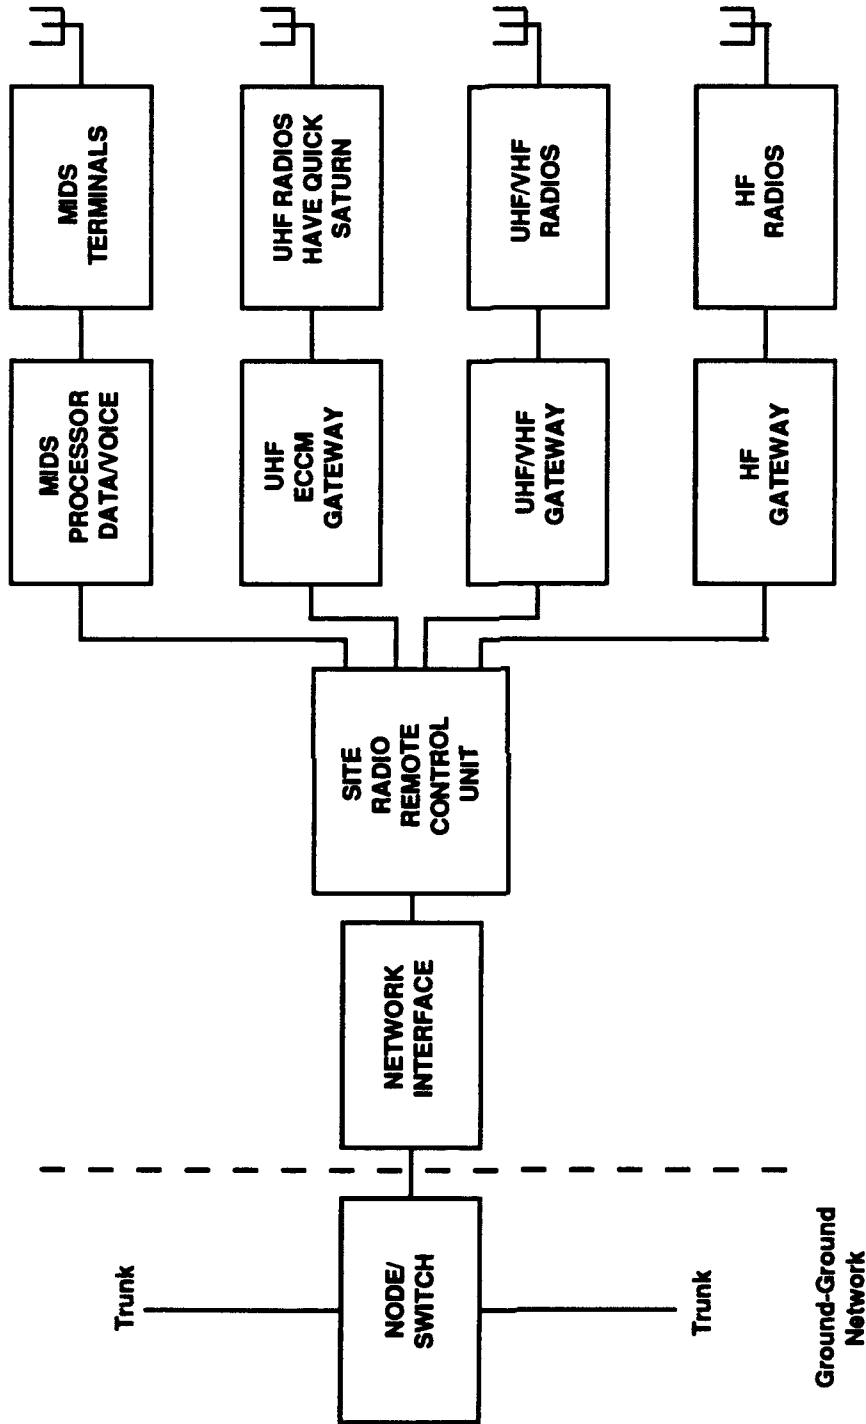 MIDS
TERMINALS
UHF RADIOS
HAVE QUICK
SATURN
UHF/VHF
RADIOS
HF
RADIOS
MIDS
PROCESSOR
DATA/VOICE
UHF
ECCM
GATEWAY
UHF/VHF
GATEWAY
HF
GATEWAY
SITE
RADIO
REMOTE
CONTROL
UNIT
NETWORK
INTERFACE
NODE/
SWITCH
Trunk
Trunk
Ground-Ground
Network